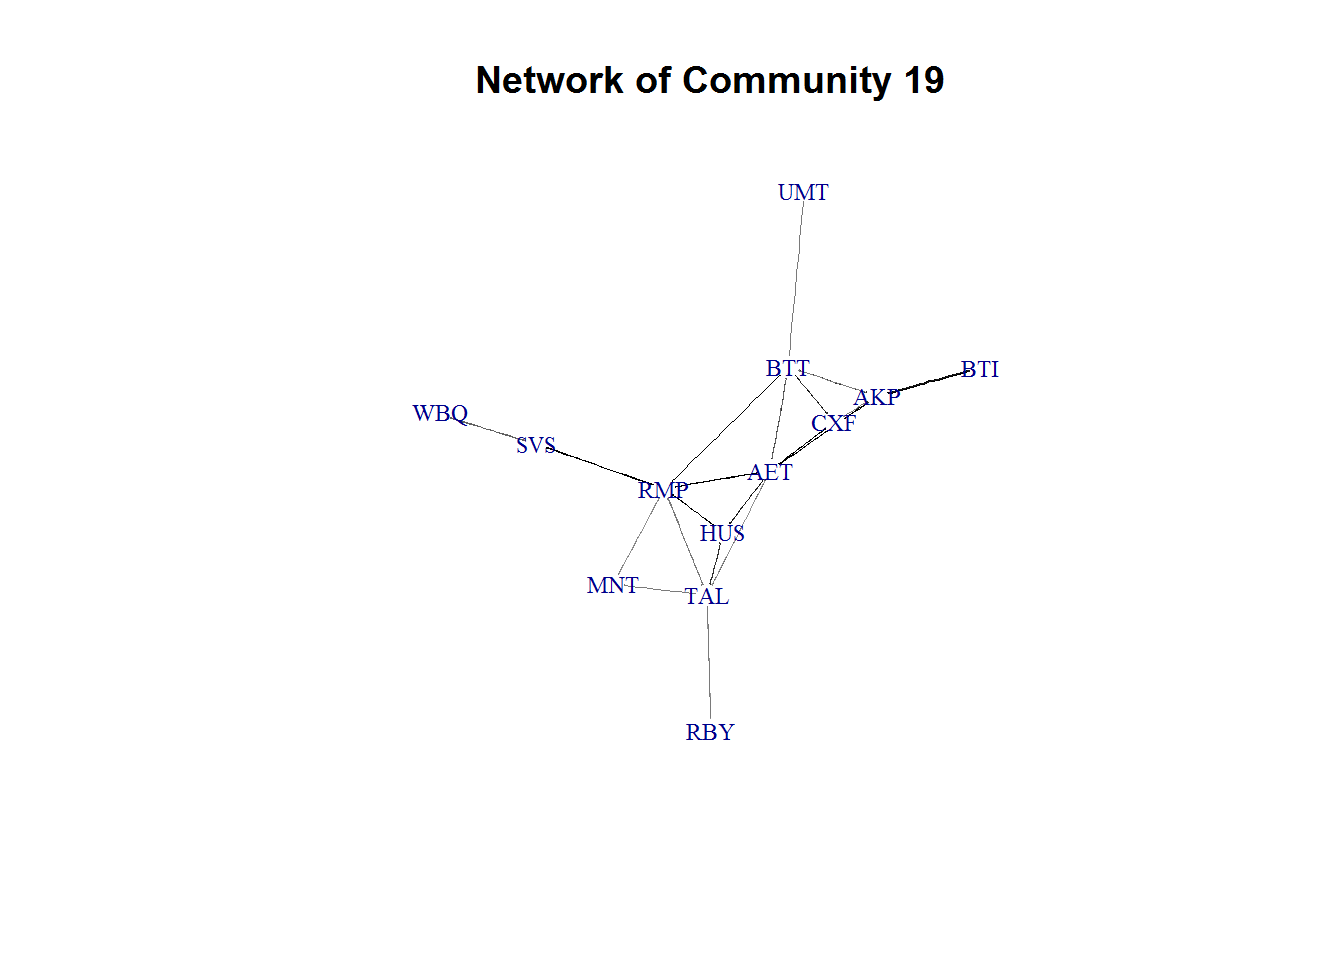 Network of Community 19
UMT
BTT
BTI
AKP
WBQ
CXF
SVS
AET
RMP
HUS
MNT
TAL
RBY